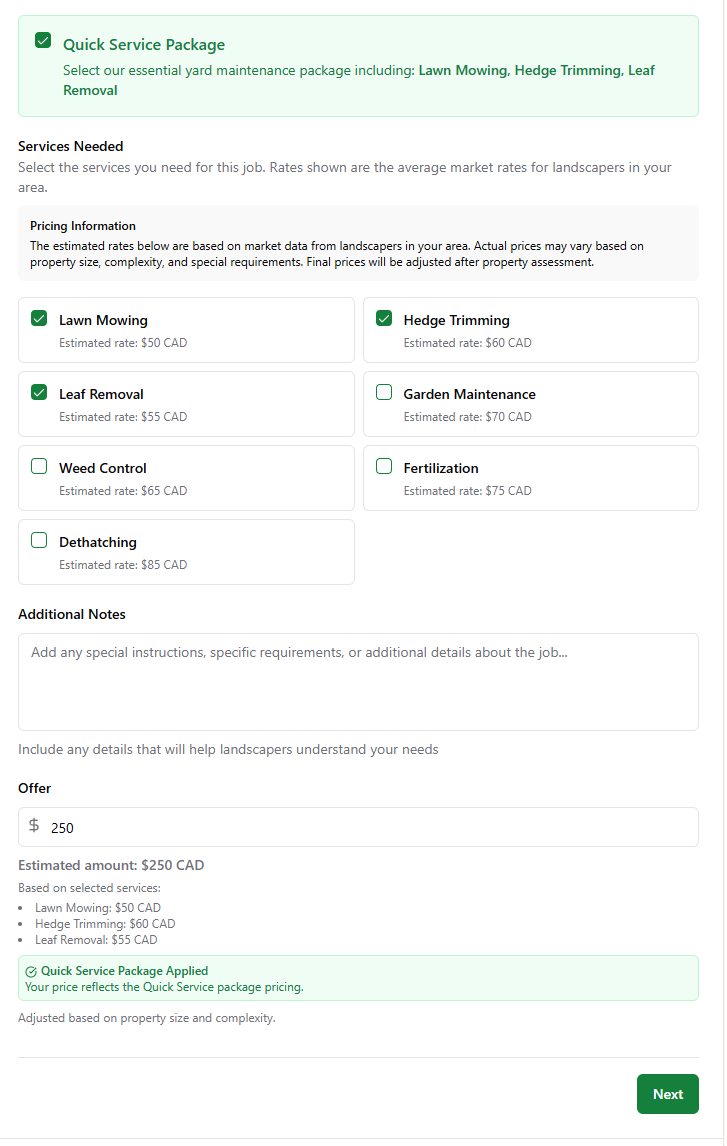 Quick Service Package
Select our essential yard maintenance package including: Lawn Mowing, Hedge Trimming, Leaf
Removal
Services Needed
Select the services you need for this job. Rates shown are the average market rates for landscapers in your
area.
Pricing Information
The estimated rates below are based on market data from landscapers in your area. Actual prices may vary based on
property size, complexity, and special requirements. Final prices will be adjusted after property assessment.
Lawn Mowing
Estimated rate: $50 CAD
Hedge Trimming
Estimated rate: $60 CAD
Leaf Removal
Estimated rate: $55 CAD
Garden Maintenance
Estimated rate: $70 CAD
Weed Control
Estimated rate: $65 CAD
Fertilization
Estimated rate: $75 CAD
Dethatching
Estimated rate: $85 CAD
Additional Notes
Add any special instructions, specific requirements, or additional details about the job...
Include any details that will help landscapers understand your needs
Offer
$ 250
Estimated amount: $250 CAD
Based on selected services:
• Lawn Mowing: $50 CAD
• Hedge Trimming: $60 CAD
• Leaf Removal: $55 CAD
Quick Service Package Applied
Your price reflects the Quick Service package pricing.
Adjusted based on property size and complexity.
Next